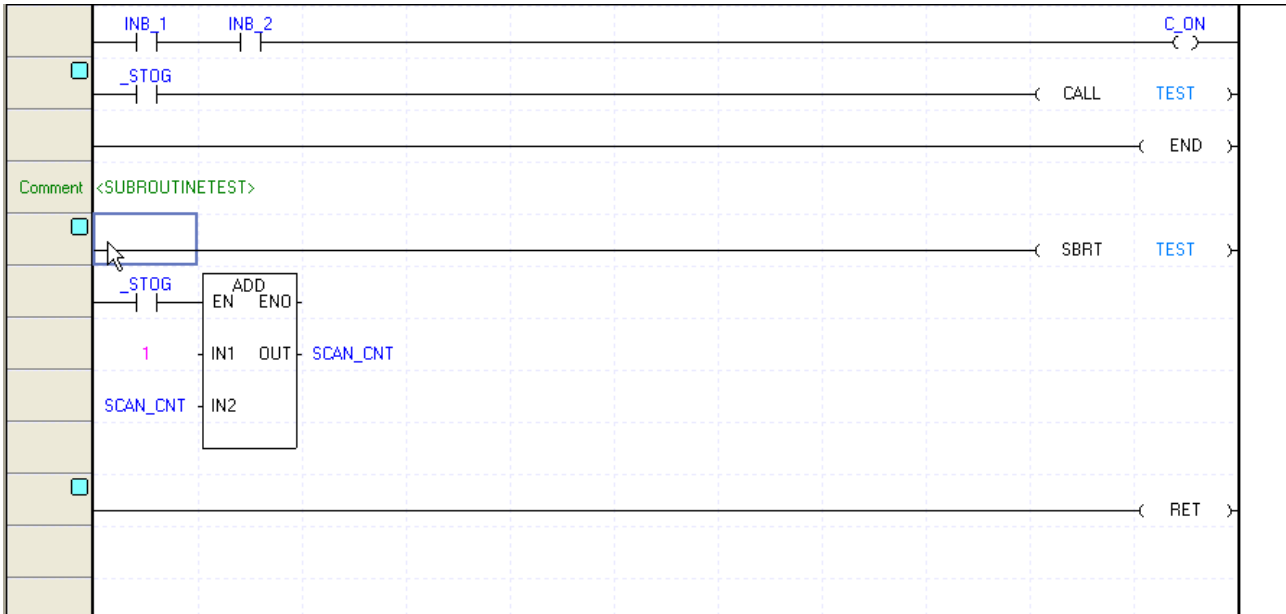 INB_1 INB_2 C_ON
_STOG
CALL TEST
END
Comment <SUBROUTINETEST>
SBRT TEST
_STOG ADD
EN ENO
1 IN1 OUT SCAN_CNT
SCAN_CNT IN2
RET